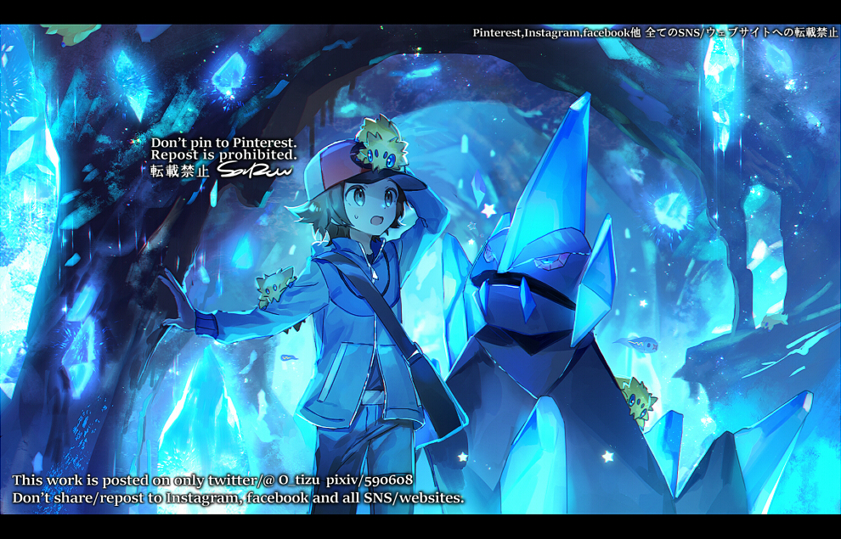 Pinterest,Instagram,facebook他 全てのSNS/ウェブサイトへの転載禁止
Don't pin to Pinterest.
Repost is prohibited.
転載禁止
This work is posted on only twitter/@ O_tizu pixiv/590608
Don't share/repost to Instagram, facebook and all SNS/websites.